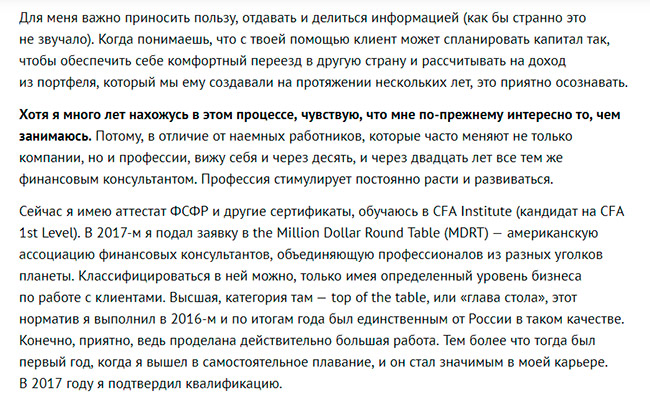 Для меня важно приносить пользу, отдавать и делиться информацией (как бы странно это
не звучало). Когда понимаешь, что с твоей помощью клиент может спланировать капитал так,
чтобы обеспечить себе комфортный переезд в другую страну и рассчитывать на доход
из портфеля, который мы ему создавали на протяжении нескольких лет, это приятно осознавать.
Хотя я много лет нахожусь в этом процессе, чувствую, что мне по-прежнему интересно то, чем
занимаюсь. Потому, в отличие от наемных работников, которые часто меняют не только
компании, но и профессии, вижу себя и через десять, и через двадцать лет все тем же
финансовым консультантом. Профессия стимулирует постоянно расти и развиваться.
Сейчас я имею аттестат ФСФР и другие сертификаты, обучаюсь в CFA Institute (кандидат на CFA
1st Level). В 2017-м я подал заявку в the Million Dollar Round Table (MDRT) — американскую
ассоциацию финансовых консультантов, объединяющую профессионалов из разных уголков
планеты. Классифицироваться в ней можно, только имея определенный уровень бизнеса
по работе с клиентами. Высшая, категория там — top of the table, или «глава стола», этот
норматив я выполнил в 2016-м и по итогам года был единственным от России в таком качестве.
Конечно, приятно, ведь проделана действительно большая работа. Тем более что тогда был
первый год, когда я вышел в самостоятельное плавание, и он стал значимым в моей карьере.
В 2017 году я подтвердил квалификацию.